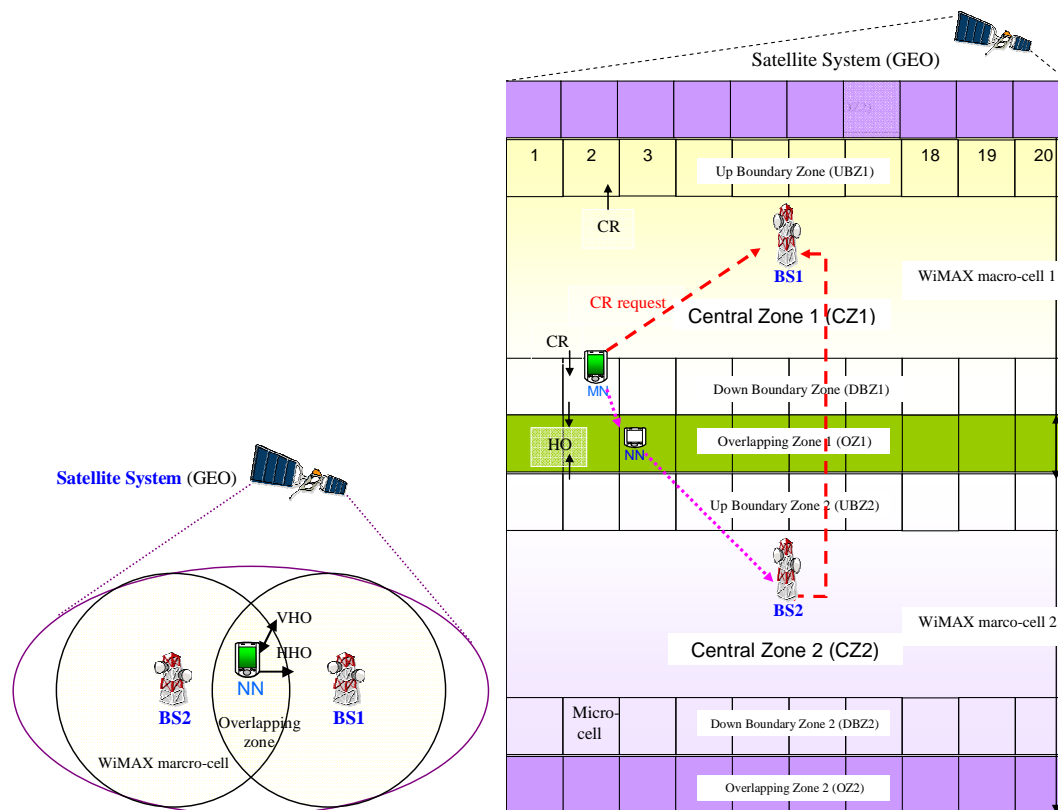 Satellite System (GEO)
1 2 3 18 19 20
Up Boundary Zone (UBZ1)
CR
BS1
WiMAX macro-cell 1
CR request
Central Zone 1 (CZ1)
CR
MN
Down Boundary Zone (DBZ1)
HO
NN
Overlapping Zone 1 (OZ1)
Up Boundary Zone 2 (UBZ2)
BS2
WiMAX marco-cell 2
Central Zone 2 (CZ2)
Micro-
cell
Down Boundary Zone 2 (DBZ2)
Overlapping Zone 2 (OZ2)
Satellite System (GEO)
VHO
HHO
NN
BS2
BS1
Overlapping
zone
WiMAX marcro-cell